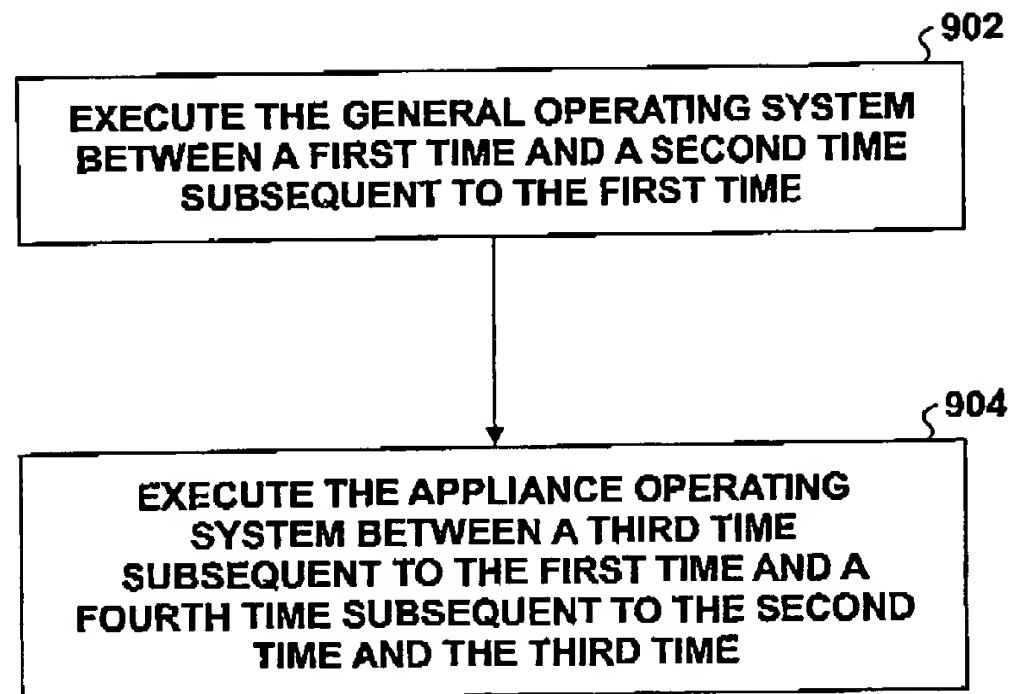 902
EXECUTE THE GENERAL OPERATING SYSTEM
BETWEEN A FIRST TIME AND A SECOND TIME
SUBSEQUENT TO THE FIRST TIME
904
EXECUTE THE APPLIANCE OPERATING
SYSTEM BETWEEN A THIRD TIME
SUBSEQUENT TO THE FIRST TIME AND A
FOURTH TIME SUBSEQUENT TO THE SECOND
TIME AND THE THIRD TIME